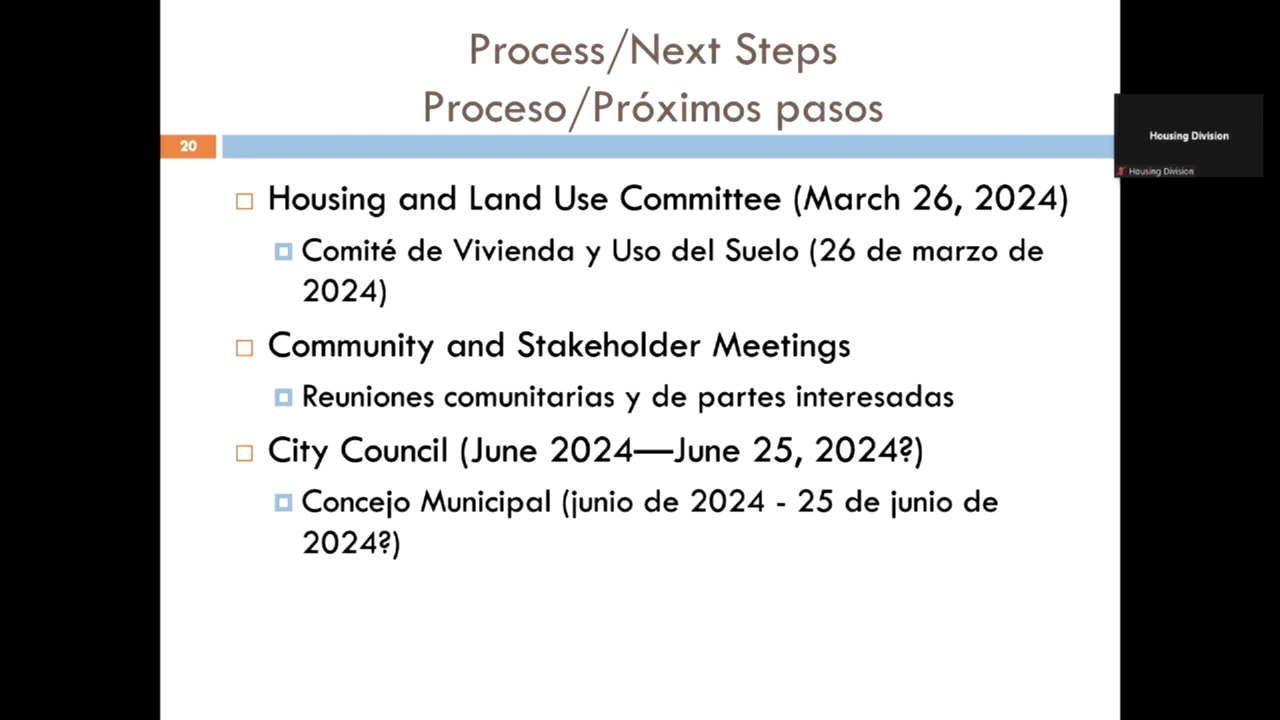 Process/Next Steps
Proceso/Próximos pasos
20
Housing and Land Use Committee (March 26, 2024)
Comité de Vivienda y Uso del Suelo (26 de marzo de
2024)
Community and Stakeholder Meetings
Reuniones comunitarias y de partes interesadas
City Council (June 2024—June 25, 2024?)
Concejo Municipal (junio de 2024 - 25 de junio de
2024?)
Housing Division
Housing Division